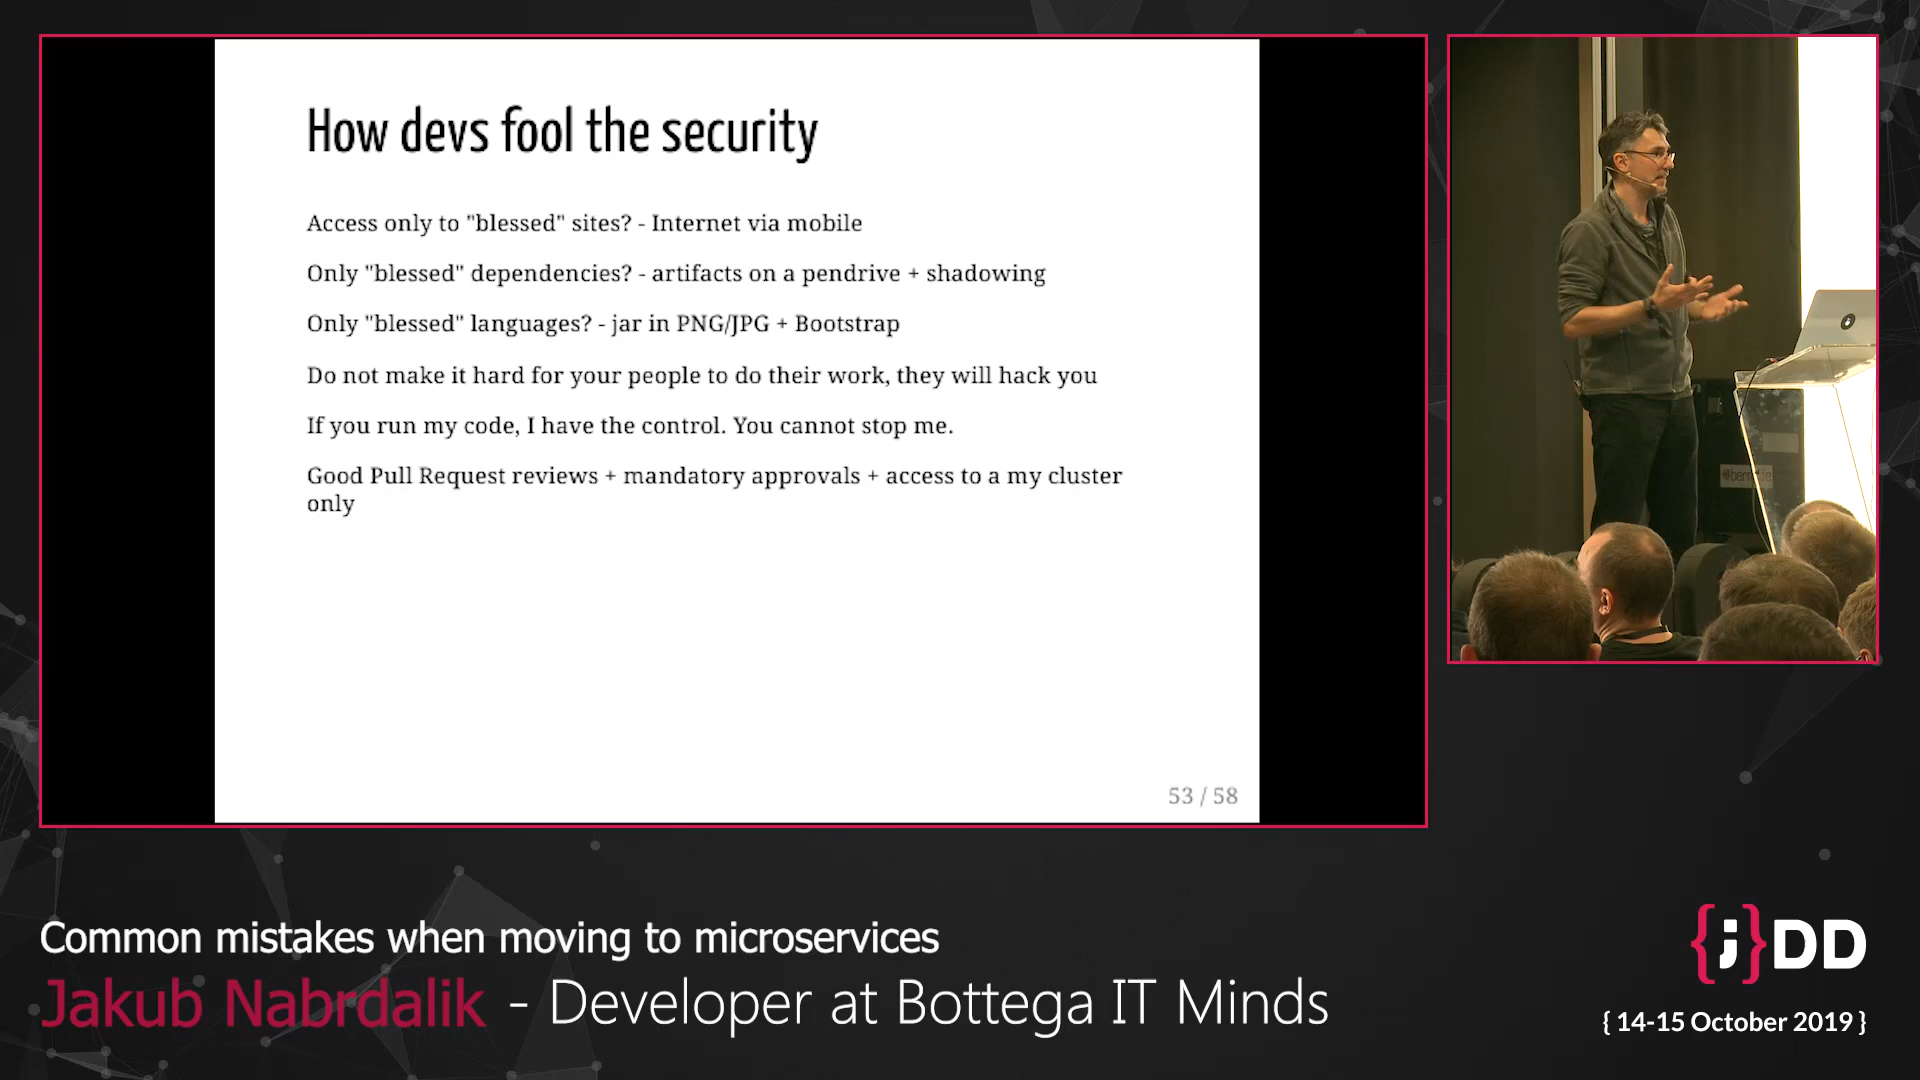 How devs fool the security
Access only to "blessed" sites? - Internet via mobile
Only "blessed" dependencies? - artifacts on a pendrive + shadowing
Only "blessed" languages? - jar in PNG/JPG + Bootstrap
Do not make it hard for your people to do their work, they will hack you
If you run my code, I have the control. You cannot stop me.
Good Pull Request reviews + mandatory approvals + access to a my cluster
only
53 / 58
Common mistakes when moving to microservices
Jakub Nabrdalik - Developer at Bottega IT Minds
{;}DD
{ 14-15 October 2019 }